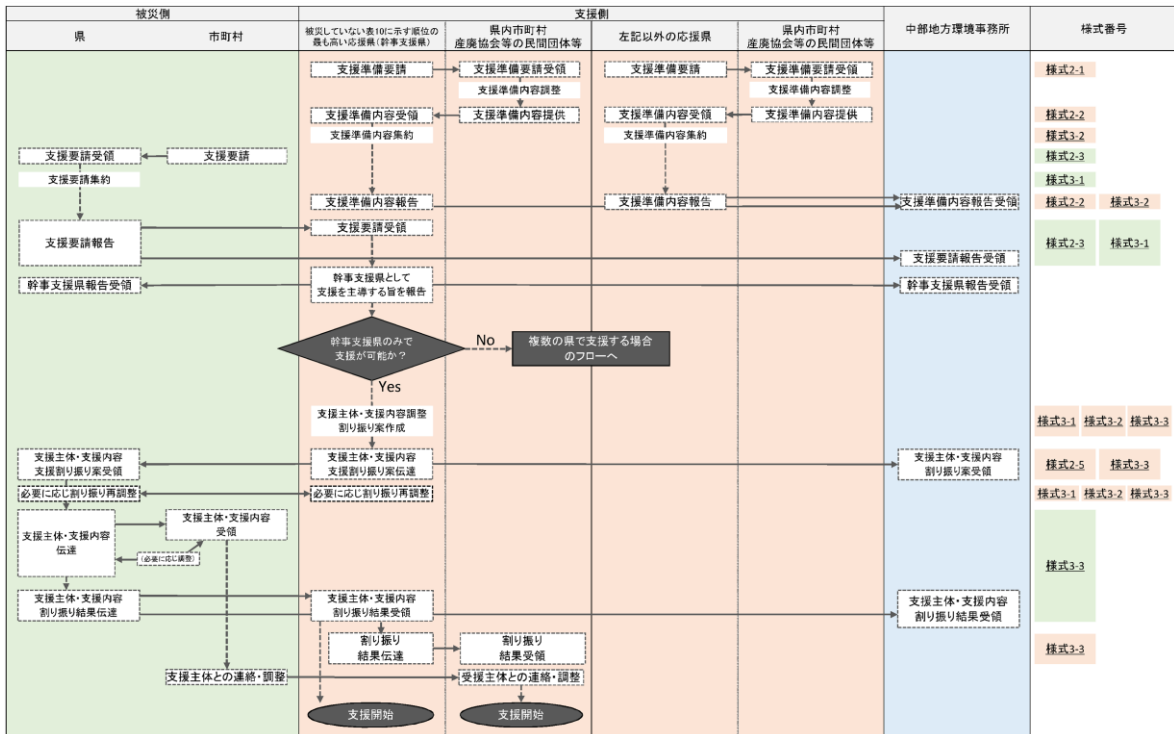 被災側
支援側
県
市町村
被災していない表10に示す順位の
最も高い応援県(幹事支援県)
県内市町村
産廃協会等の民間団体等
左記以外の応援県
県内市町村
産廃協会等の民間団体等
中部地方環境事務所
様式番号
支援準備要請
支援準備要請受領
支援準備要請
支援準備要請受領
様式2-1
支援準備内容調整
支援準備内容調整
支援準備内容受領
支援準備内容提供
支援準備内容受領
支援準備内容提供
様式2-2
支援準備内容集約
支援準備内容集約
様式3-2
支援要請受領
支援要請
様式2-3
支援要請集約
様式3-1
支援準備内容報告
支援準備内容報告
支援準備内容報告受領
様式2-2
様式3-2
支援要請報告
支援要請受領
様式2-3
様式3-1
支援要請報告受領
幹事支援県報告受領
幹事支援県として
支援を主導する旨を報告
幹事支援県報告受領
幹事支援県のみで
支援が可能か？
No
複数の県で支援する場合
のフローへ
Yes
支援主体・支援内容調整
割り振り案作成
様式3-1
様式3-2
様式3-3
支援主体・支援内容
支援割り振り案受領
支援主体・支援内容
支援割り振り案伝達
支援主体・支援内容
割り振り案受領
様式2-5
様式3-3
必要に応じ割り振り再調整
必要に応じ割り振り再調整
様式3-1
様式3-2
様式3-3
支援主体・支援内容
伝達
支援主体・支援内容
受領
(必要に応じ調整)
様式3-3
支援主体・支援内容
割り振り結果伝達
支援主体・支援内容
割り振り結果受領
支援主体・支援内容
割り振り結果受領
割り振り
結果伝達
割り振り
結果受領
様式3-3
支援主体との連絡・調整
受援主体との連絡・調整
支援開始
支援開始